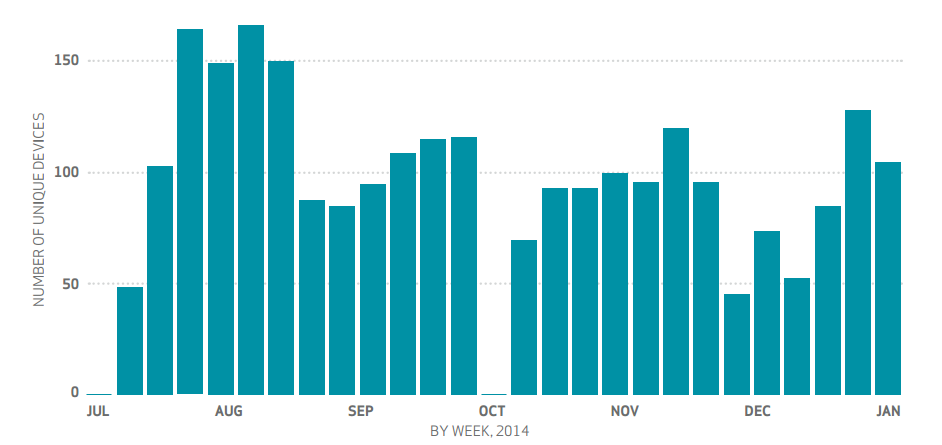 NUMBER OF UNIQUE DEVICES
150
100
50
0
JUL AUG SEP OCT NOV DEC JAN
BY WEEK, 2014